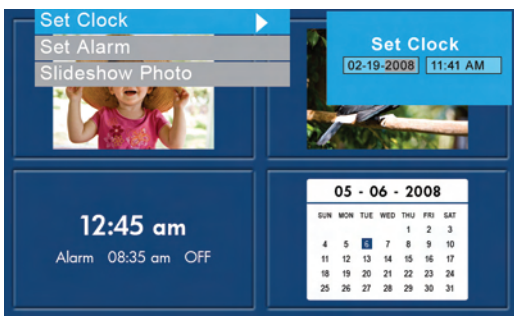 Set Clock
Set Alarm
Slideshow Photo
Set Clock
02-19-2008 11:41 AM
12:45 am
Alarm 08:35 am OFF
05 - 06 - 2008
SUN MON TUE WED THU FRI SAT
1 2 3
4 5 6 7 8 9 10
11 12 13 14 15 16 17
18 19 20 21 22 23 24
25 26 27 28 29 30 31